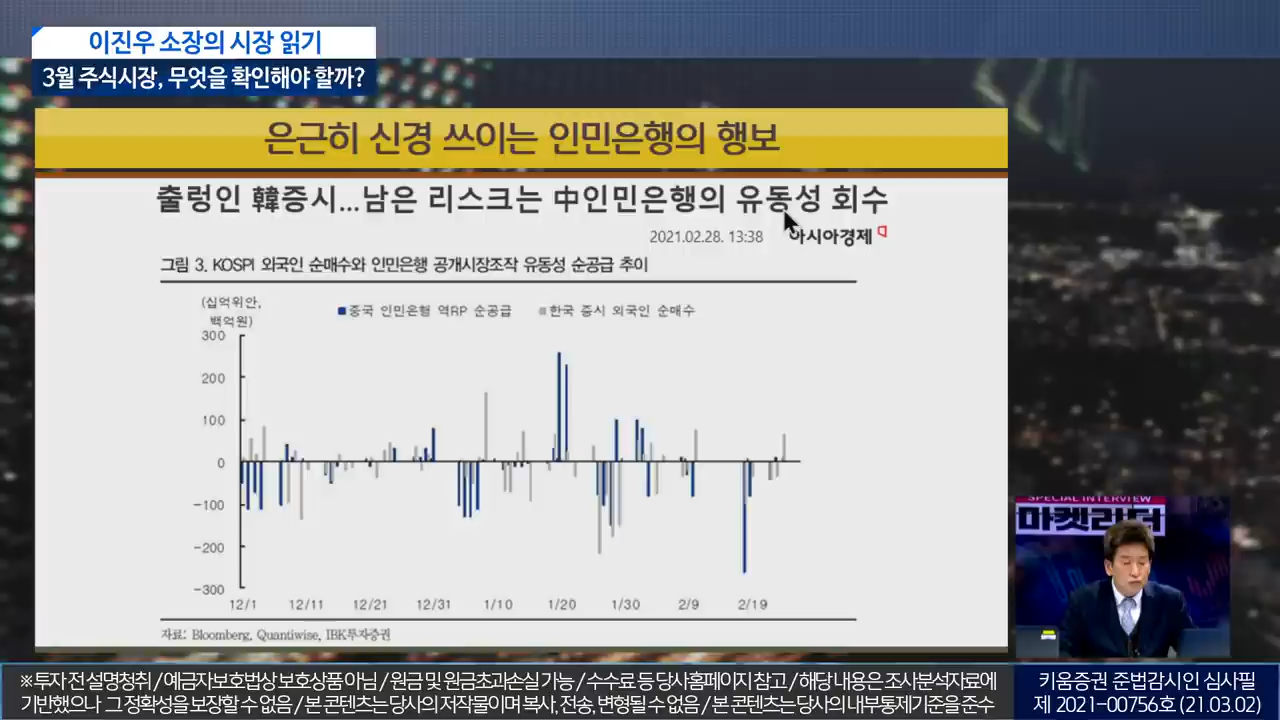 이진우 소장의 시장 읽기
3월 주식시장, 무엇을 확인해야 할까?
은근히 신경 쓰이는 인민은행의 행보
출렁인 韓증시...남은 리스크는 中인민은행의 유동성 회수
2021.02.28. 13:38 아시아경제
그림 3. KOSPI 외국인 순매수와 인민은행 공개시장조작 유동성 순공급 추이
(십억위안,
백억원)
중국 인민은행 역RP 순공급 한국 증시 외국인 순매수
300
200
100
0
-100
-200
-300
12/1 12/11 12/21 12/31 1/10 1/20 1/30 2/9 2/19
자료: Bloomberg, Quantiwise, IBK투자증권
SPECIAL INTERVIEW
마켓리더
※ 투자 전 설명청취 / 예금자보호법상 보호상품 아님 / 원금 및 원금초과손실 가능 / 수수료 등 당사홈페이지 참고 / 해당 내용은 조사분석자료에
기반했으나 그 정확성을 보장할 수 없음 / 본 콘텐츠는 당사의 저작물이며 복사, 전송, 변형될 수 없음 / 본 콘텐츠는 당사의 내부통제기준을 준수
키움증권 준법감시인 심사필
제 2021-00756호 (21.03.02)